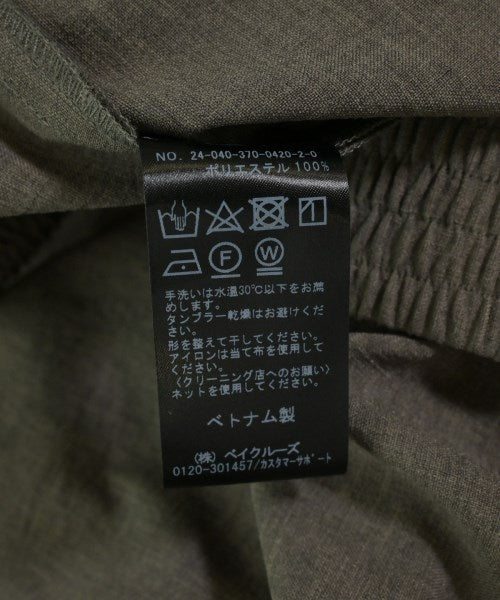 NO. 24-040-370-0420-2-0
ポリエステル 100%
F W
手洗いは水温30℃以下をお薦
めします。
タンブラー乾燥はお避けくだ
さい。
形を整えて干してください。
アイロンは当て布を使用して
ください。
〈クリーニング店へのお願い〉
ネットを使用してください。
ベトナム製
(株) ベイクルーズ
0120-301457/カスタマーサポート